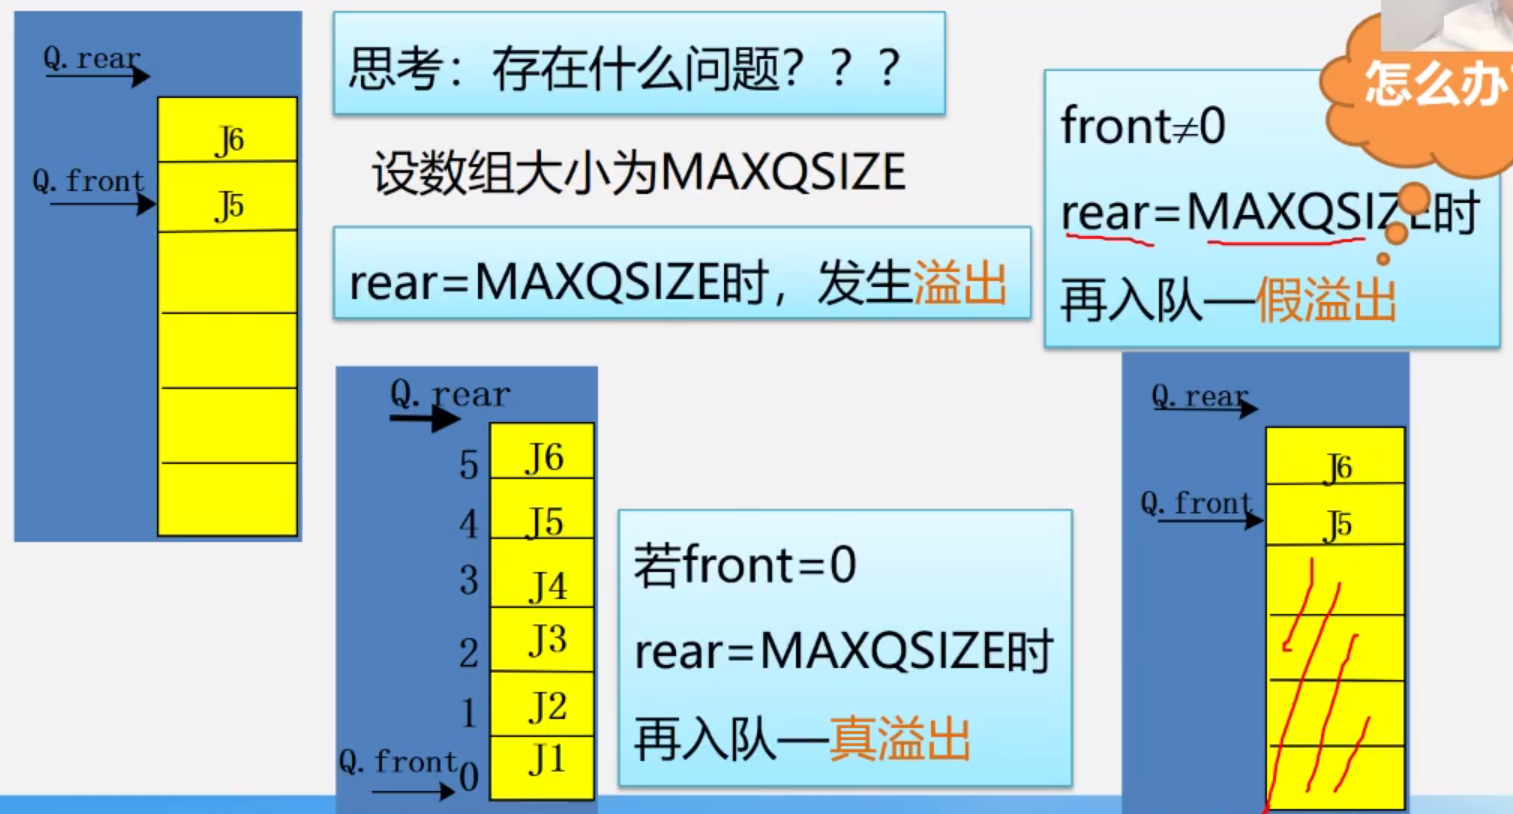 Q.rear
J6
Q.front
J5
思考：存在什么问题？？？
设数组大小为MAXQSIZE
rear=MAXQSIZE时，发生溢出
怎么办
front≠0
rear=MAXQSIZE时
再入队—假溢出
Q.rear
5 J6
4 J5
3 J4
2 J3
1 J2
Q.front 0 J1
若front=0
rear=MAXQSIZE时
再入队—真溢出
Q.rear
J6
Q.front
J5